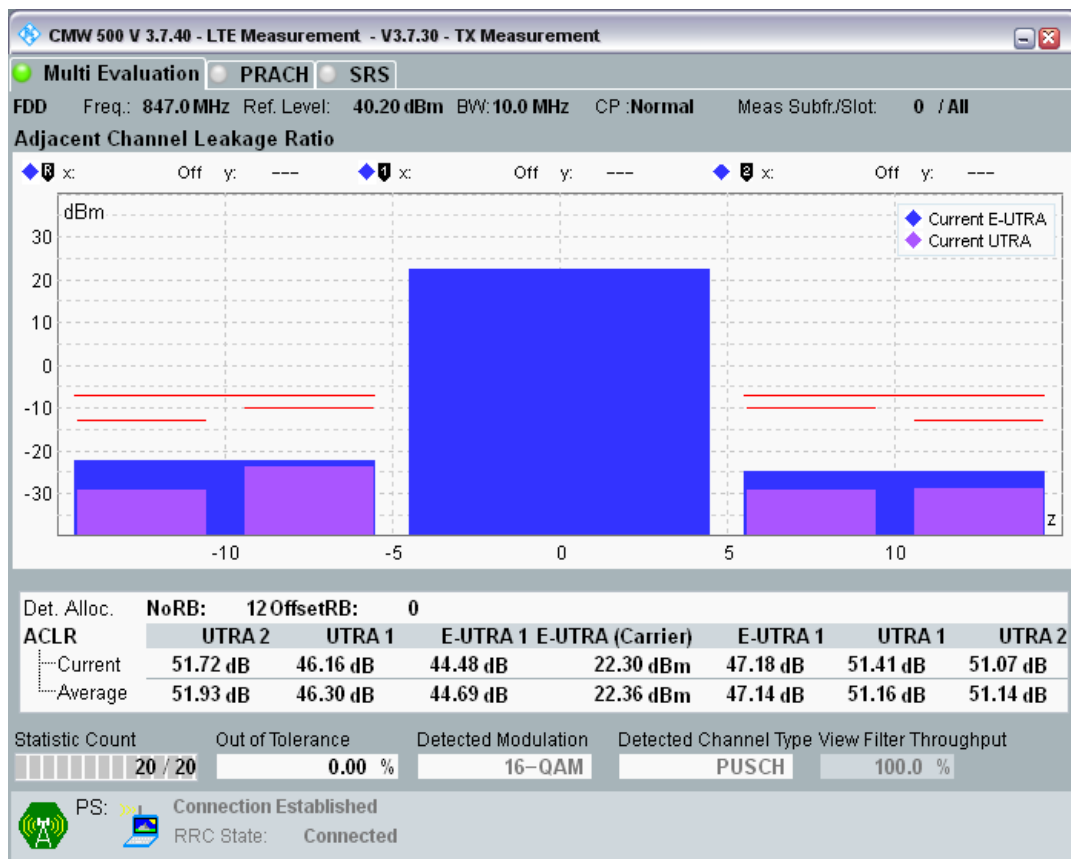 CMW 500 V 3.7.40 - LTE Measurement - V3.7.30 - TX Measurement
Multi Evaluation PRACH SRS
FDD Freq.: 847.0 MHz Ref. Level: 40.20 dBm BW: 10.0 MHz CP :Normal Meas Subfr./Slot: 0 / All
Adjacent Channel Leakage Ratio
R x: Off y: --- 1 x: Off y: --- 2 x: Off y: ---
dBm
Current E-UTRA
Current UTRA
30
20
10
0
-10
-20
-30
z
-10 -5 0 5 10
Det. Alloc. NoRB: 12 OffsetRB: 0
ACLR UTRA 2 UTRA 1 E-UTRA 1 E-UTRA (Carrier) E-UTRA 1 UTRA 1 UTRA 2
Current 51.72 dB 46.16 dB 44.48 dB 22.30 dBm 47.18 dB 51.41 dB 51.07 dB
Average 51.93 dB 46.30 dB 44.69 dB 22.36 dBm 47.14 dB 51.16 dB 51.14 dB
Statistic Count Out of Tolerance Detected Modulation Detected Channel Type View Filter Throughput
20 / 20 0.00 % 16-QAM PUSCH 100.0 %
PS: Connection Established
RRC State: Connected